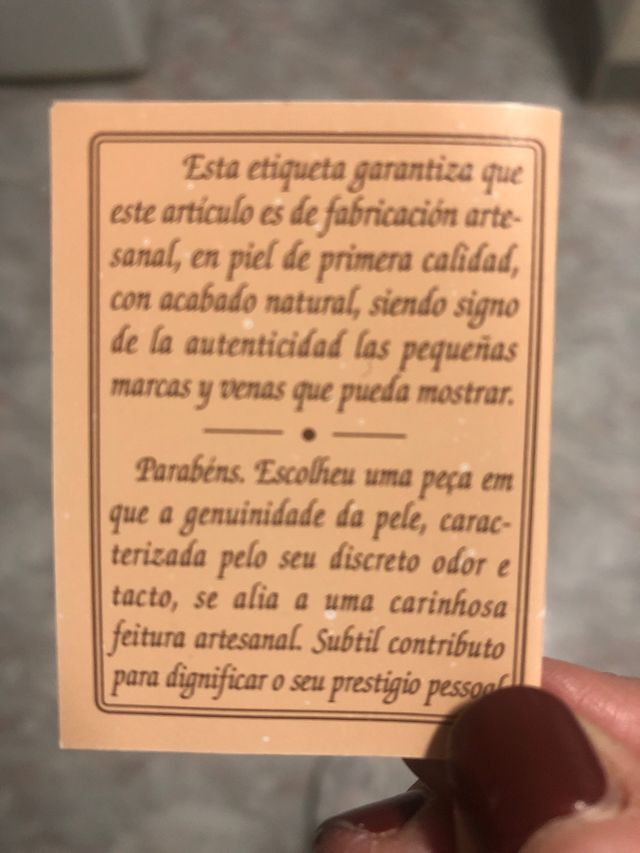 Esta etiqueta garantiza que
este artículo es de fabricación arte-
sanal, en piel de primera calidad,
con acabado natural, siendo signo
de la autenticidad las pequeñas
marcas y venas que pueda mostrar.
Parabéns. Escolheu uma peça em
que a genuinidade da pele, carac-
terizada pelo seu discreto odor e
tacto, se alia a uma carinhosa
feitura artesanal. Subtil contributo
para dignificar o seu prestigio pessoal